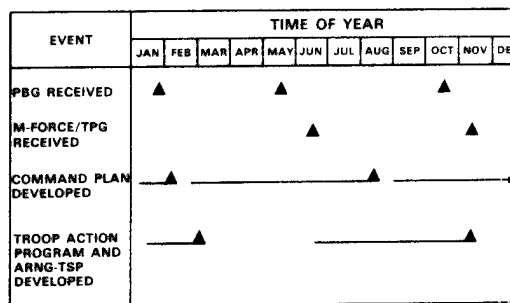 EVENT
TIME OF YEAR
JAN FEB MAR APR MAY JUN JUL AUG SEP OCT NOV DE
PBG RECEIVED
M-FORCE/TPG
RECEIVED
COMMAND PLAN
DEVELOPED
TROOP ACTION
PROGRAM AND
ARNG-TSP
DEVELOPED